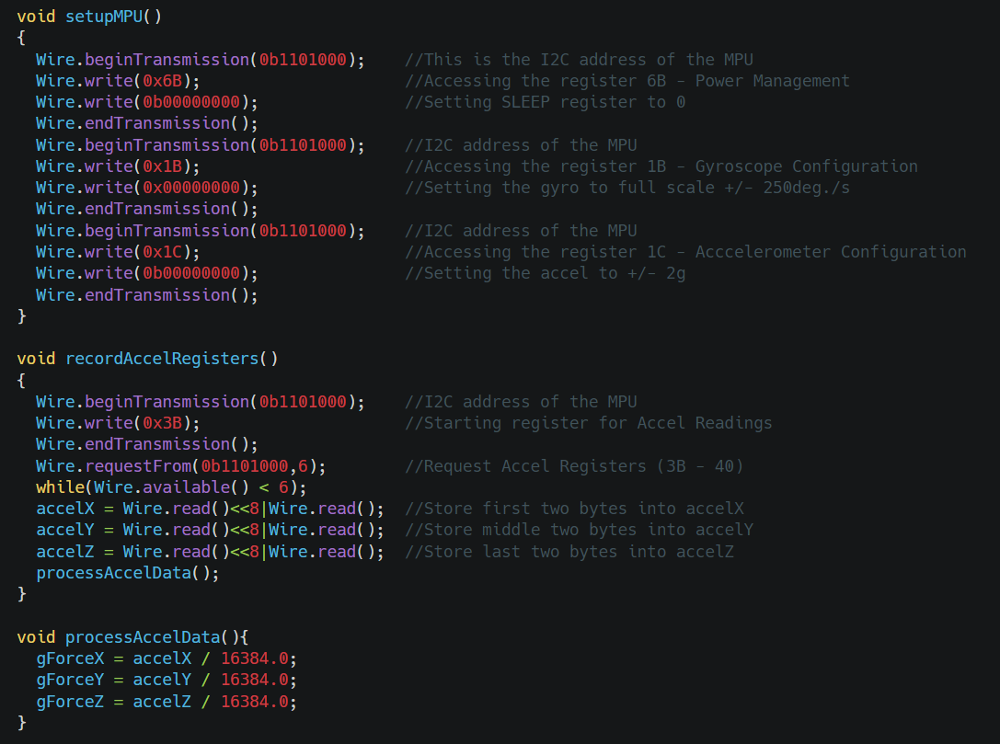 void setupMPU()
{
  Wire.beginTransmission(0b1101000);    //This is the I2C address of the MPU
  Wire.write(0x6B);                     //Accessing the register 6B - Power Management
  Wire.write(0b00000000);               //Setting SLEEP register to 0
  Wire.endTransmission();
  Wire.beginTransmission(0b1101000);    //I2C address of the MPU
  Wire.write(0x1B);                     //Accessing the register 1B - Gyroscope Configuration
  Wire.write(0x00000000);               //Setting the gyro to full scale +/- 250deg./s
  Wire.endTransmission();
  Wire.beginTransmission(0b1101000);    //I2C address of the MPU
  Wire.write(0x1C);                     //Accessing the register 1C - Acccelerometer Configuration
  Wire.write(0b00000000);               //Setting the accel to +/- 2g
  Wire.endTransmission();
}

void recordAccelRegisters()
{
  Wire.beginTransmission(0b1101000);    //I2C address of the MPU
  Wire.write(0x3B);                     //Starting register for Accel Readings
  Wire.endTransmission();
  Wire.requestFrom(0b1101000,6);        //Request Accel Registers (3B - 40)
  while(Wire.available() < 6);
  accelX = Wire.read()<<8|Wire.read();  //Store first two bytes into accelX
  accelY = Wire.read()<<8|Wire.read();  //Store middle two bytes into accelY
  accelZ = Wire.read()<<8|Wire.read();  //Store last two bytes into accelZ
  processAccelData();
}

void processAccelData(){
  gForceX = accelX / 16384.0;
  gForceY = accelY / 16384.0;
  gForceZ = accelZ / 16384.0;
}